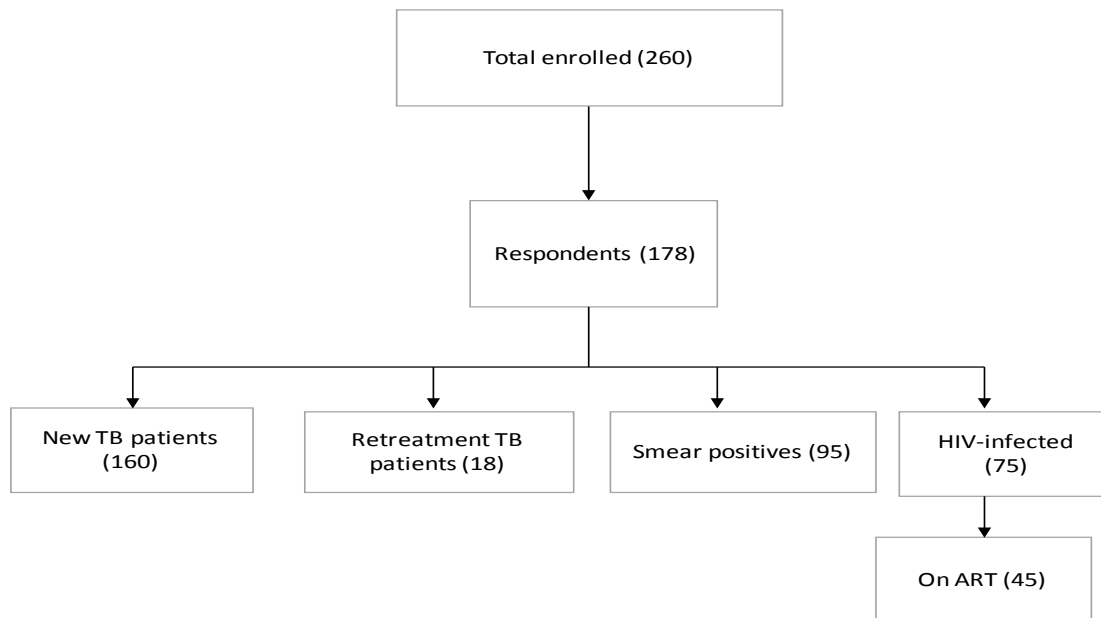 Total enrolled (260)
Respondents (178)
New TB patients
(160)
Retreatment TB
patients (18)
Smear positives (95)
HIV-infected
(75)
On ART (45)